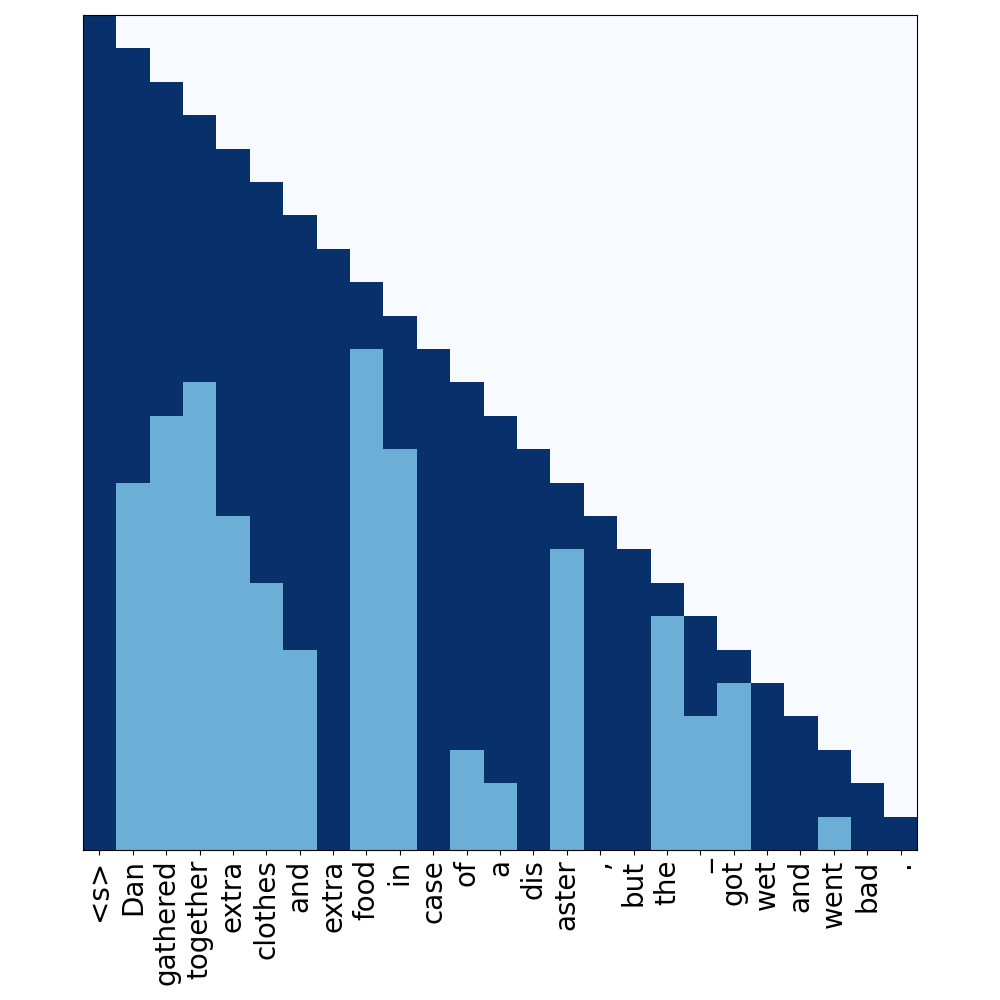 <s> Dan gathered together extra clothes and extra food in case of a dis aster , but the _ got wet and went bad .